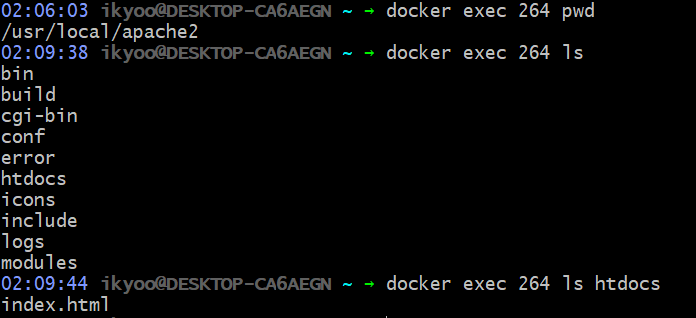 02:06:03 ikyoo@DESKTOP-CA6AEGN ~ → docker exec 264 pwd
/usr/local/apache2
02:09:38 ikyoo@DESKTOP-CA6AEGN ~ → docker exec 264 ls
bin
build
cgi-bin
conf
error
htdocs
icons
include
logs
modules
02:09:44 ikyoo@DESKTOP-CA6AEGN ~ → docker exec 264 ls htdocs
index.html